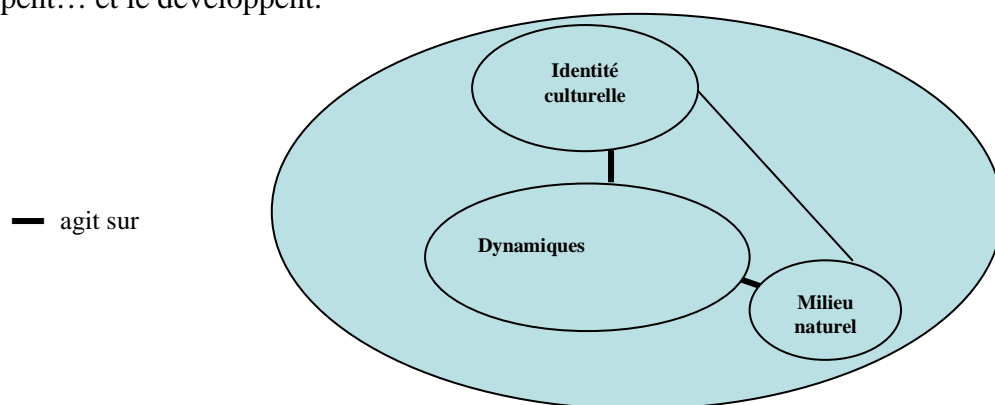 pent… et le développent.
Identité
culturelle
agit sur
Dynamiques
Milieu
naturel